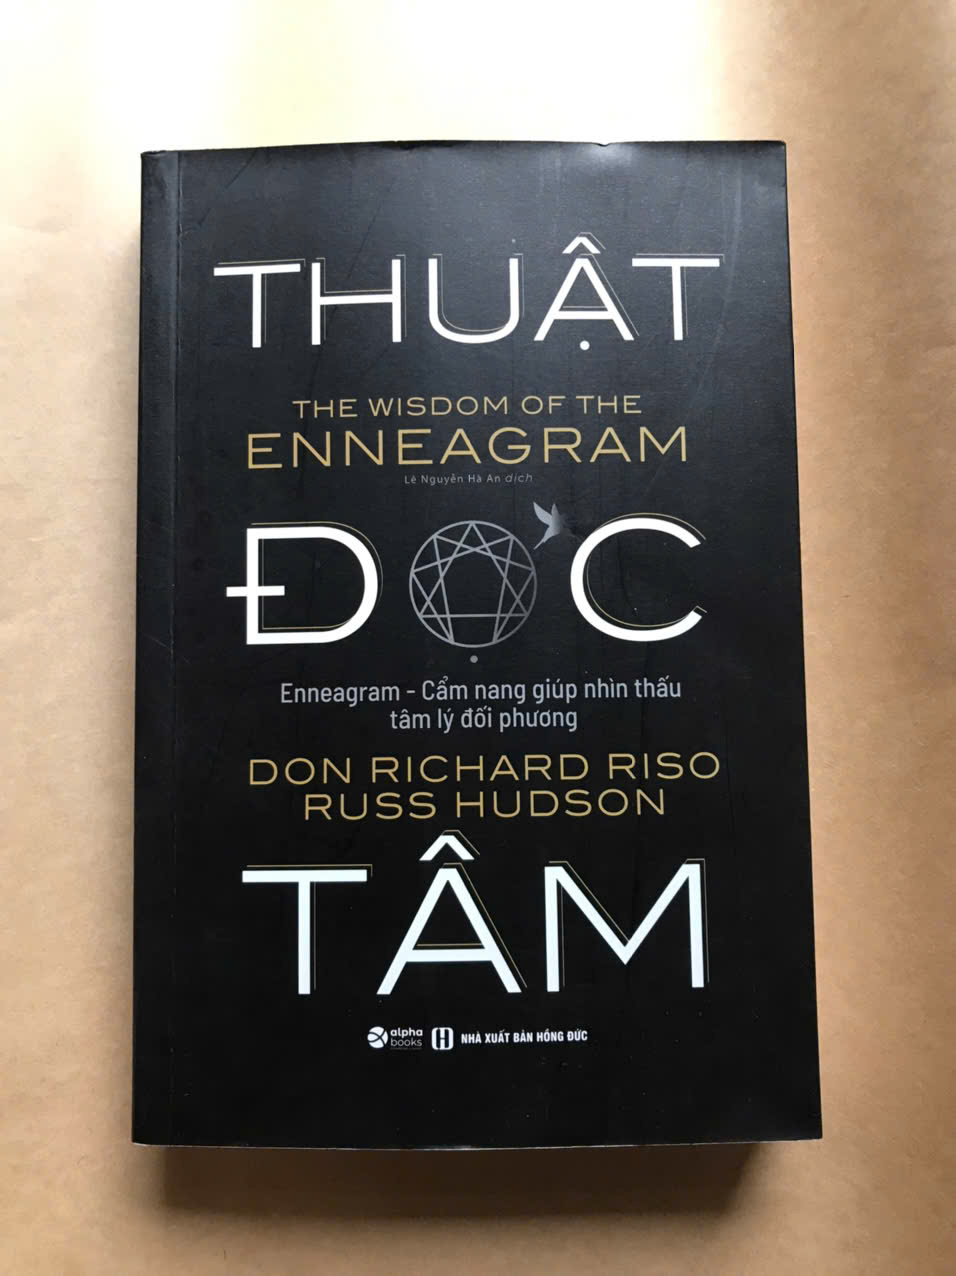 THUẬT
THE WISDOM OF THE
ENNEAGRAM
Lê Nguyễn Hà An dịch
ĐỌC
Enneagram - Cẩm nang giúp nhìn thấu
tâm lý đối phương
DON RICHARD RISO
RUSS HUDSON
TÂM
alpha
books
H NHÀ XUẤT BẢN HỒNG ĐỨC